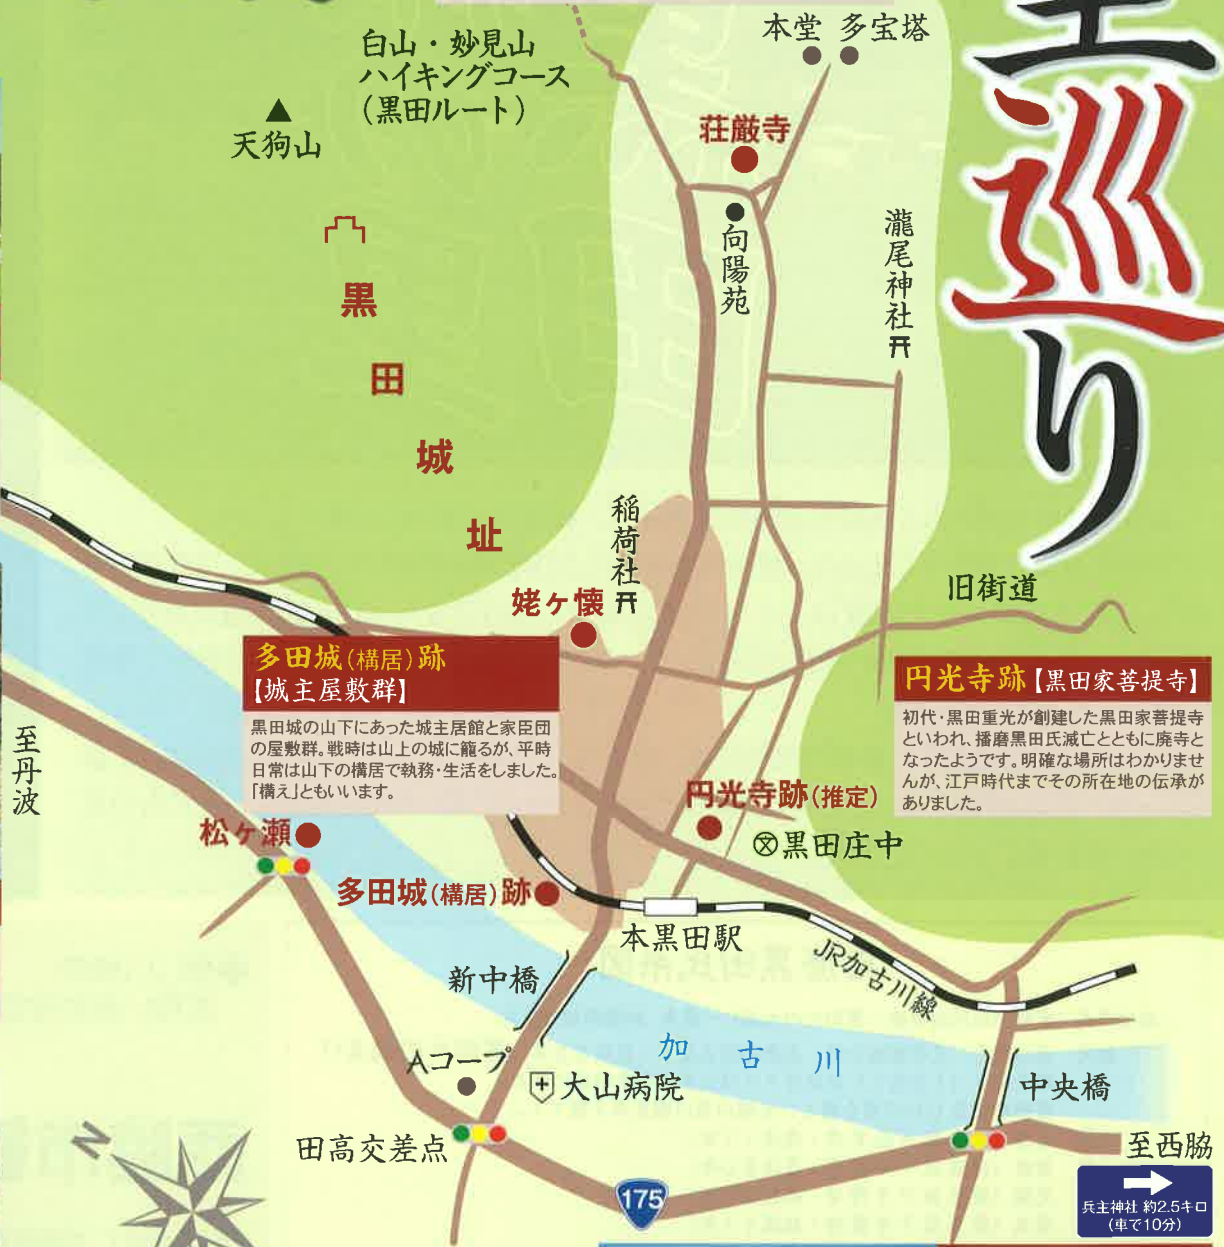 巡り
本堂 多宝塔
白山・妙見山
ハイキングコース
（黒田ルート）
天狗山
荘厳寺
向陽苑
瀧尾神社
黒田城址
稲荷社
姥ヶ懐
旧街道
多田城（構居）跡
【城主屋敷群】
黒田城の山下にあった城主居館と家臣団
の屋敷群。戦時は山上の城に籠るが、平時
日常は山下の構居で執務・生活をしました。
「構え」ともいいます。
円光寺跡【黒田家菩提寺】
初代・黒田重光が創建した黒田家菩提寺
といわれ、播磨黒田氏滅亡とともに廃寺と
なったようです。明確な場所はわかりませ
んが、江戸時代までその所在地の伝承が
ありました。
至丹波
円光寺跡（推定）
黒田庄中
松ヶ瀬
多田城（構居）跡
本黒田駅
JR加古川線
新中橋
加古川
Aコープ
大山病院
中央橋
田高交差点
至西脇
N
175
兵主神社 約2.5キロ
（車で10分）